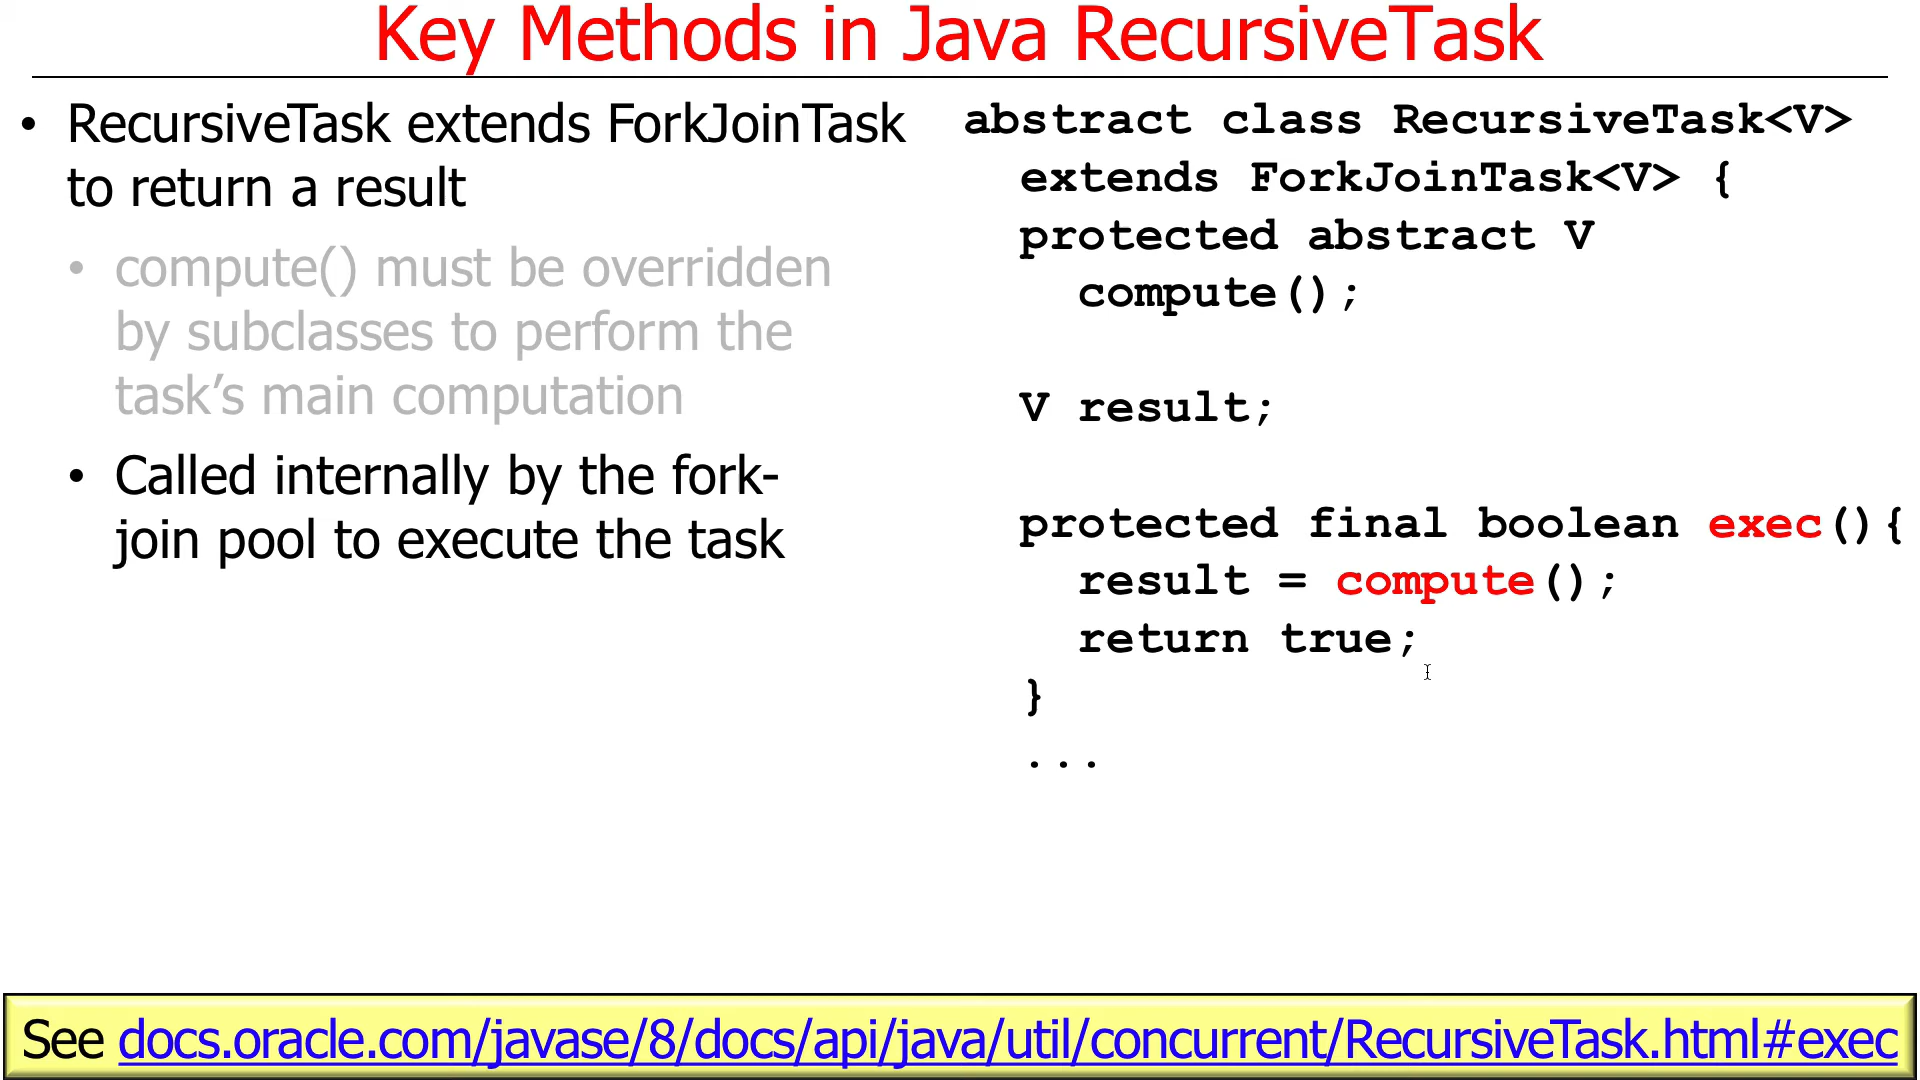 Key Methods in Java RecursiveTask
• RecursiveTask extends ForkJoinTask
to return a result
• compute() must be overridden
by subclasses to perform the
task’s main computation
• Called internally by the fork-
join pool to execute the task
abstract class RecursiveTask<V>
extends ForkJoinTask<V> {
protected abstract V
compute();
V result;
protected final boolean exec(){
result = compute();
return true;
}
...
See docs.oracle.com/javase/8/docs/api/java/util/concurrent/RecursiveTask.html#exec